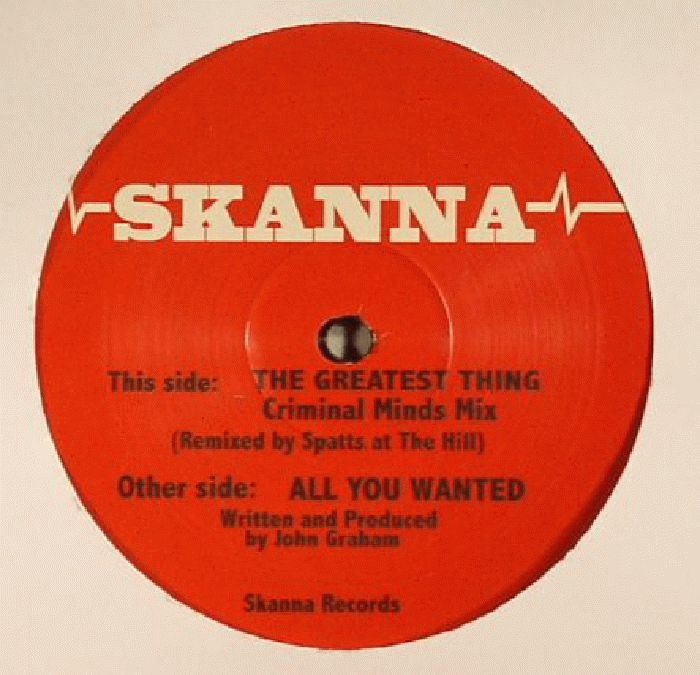 SKANNA
This side: THE GREATEST THING
Criminal Minds Mix
(Remixed by Spatts at The Hill)
Other side: ALL YOU WANTED
Written and Produced
by John Graham
Skanna Records